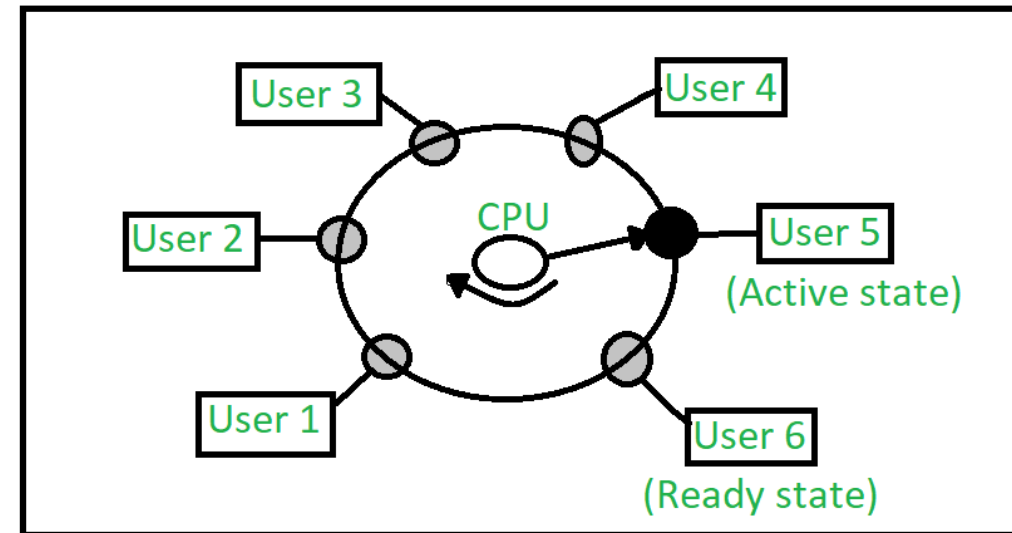 User 3
User 4
User 2
CPU
User 5
(Active state)
User 1
User 6
(Ready state)